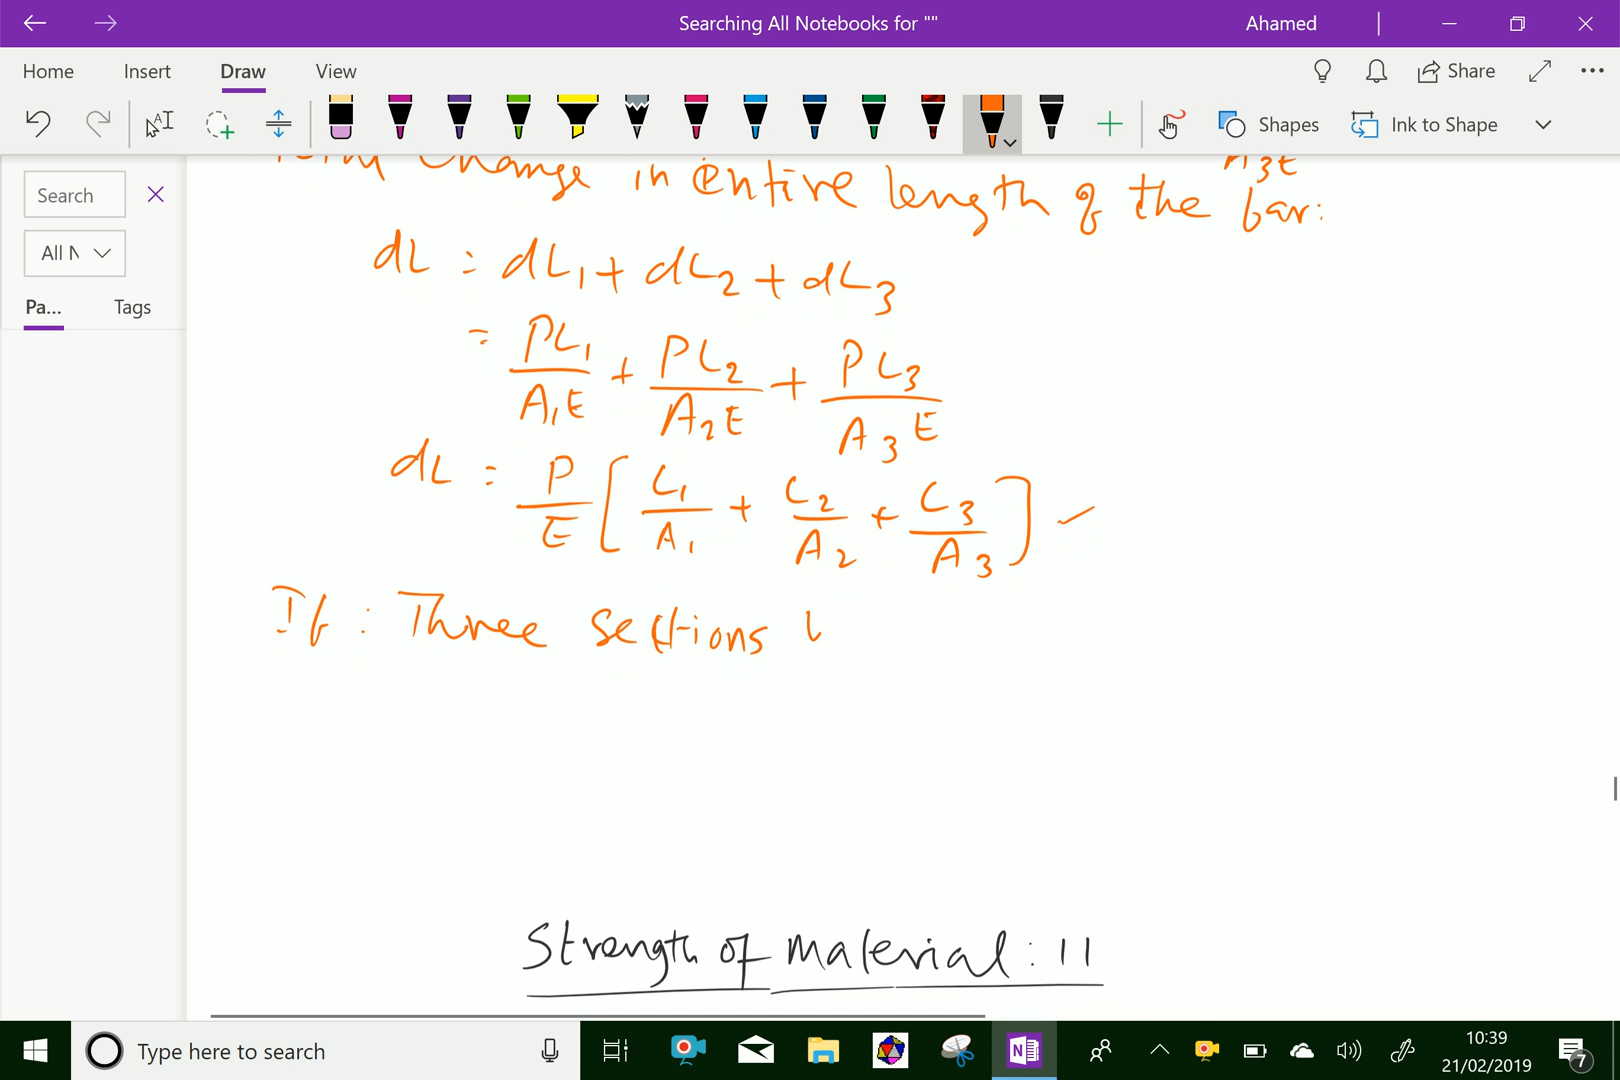 Searching All Notebooks for ""
Ahamed
Home Insert Draw View
Share
Shapes Ink to Shape
Search
All N
Pa... Tags
Change in entire length of the bar:
A3E
dL = dL1 + dL2 + dL3
= PL1/A1E + PL2/A2E + PL3/A3E
dL = P/E [L1/A1 + L2/A2 + L3/A3] ✓
If : Three sections
Strength of material: 11
Type here to search
N
10:39
21/02/2019
7